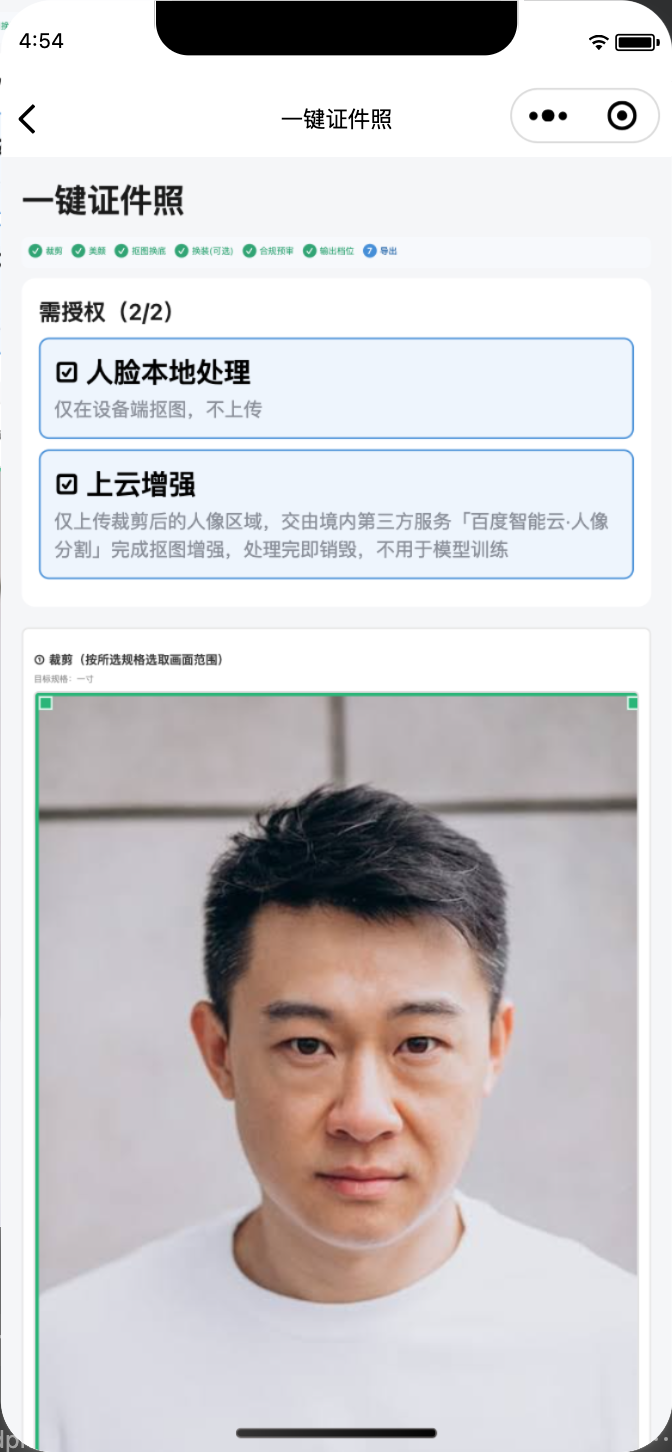 4:54
一键证件照
一键证件照
裁剪 美颜 抠图换底 换装(可选) 合规预审 输出档位 7 导出
需授权（2/2）
人脸本地处理
仅在设备端抠图，不上传
上云增强
仅上传裁剪后的人像区域，交由境内第三方服务「百度智能云·人像
分割」完成抠图增强，处理完即销毁，不用于模型训练
① 裁剪（按所选规格选取画面范围）
目标规格：一寸